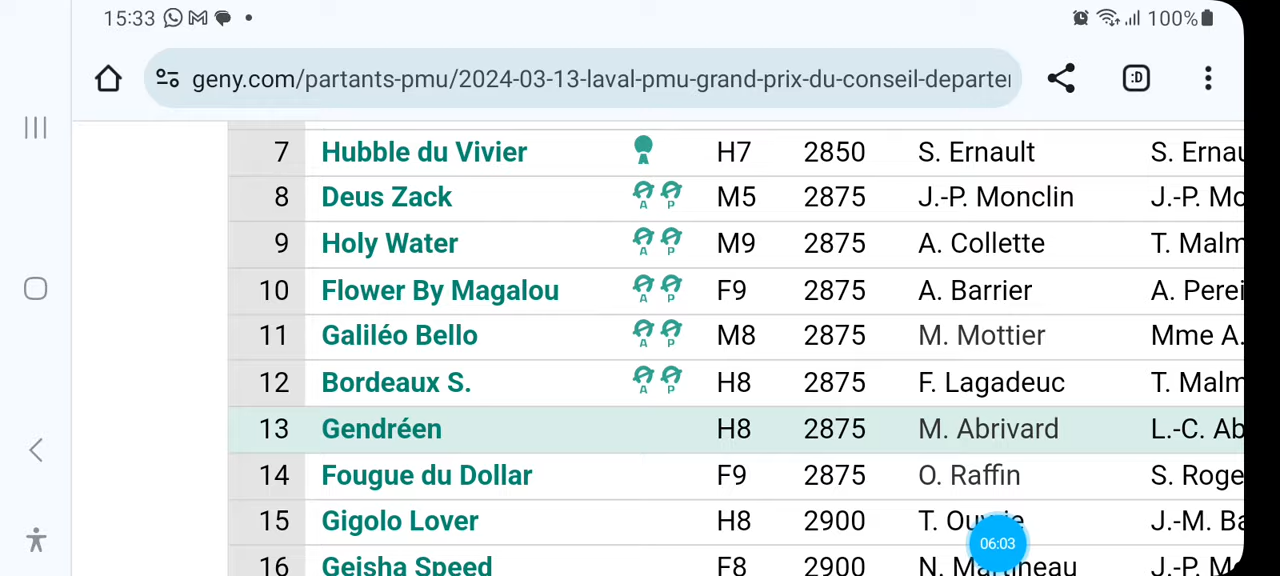 15:33 100%
geny.com/partants-pmu/2024-03-13-laval-pmu-grand-prix-du-conseil-departe
7 Hubble du Vivier H7 2850 S. Ernault S. Ernau
8 Deus Zack A P M5 2875 J.-P. Monclin J.-P. Mo
9 Holy Water A P M9 2875 A. Collette T. Malm
10 Flower By Magalou A P F9 2875 A. Barrier A. Perei
11 Galiléo Bello A P M8 2875 M. Mottier Mme A.
12 Bordeaux S. A P H8 2875 F. Lagadeuc T. Malm
13 Gendréen H8 2875 M. Abrivard L.-C. Ab
14 Fougue du Dollar F9 2875 O. Raffin S. Roge
15 Gigolo Lover H8 2900 T. Ouvrie J.-M. Ba
16 Geisha Speed F8 2900 N. Martineau J.-P. Mo
06:03